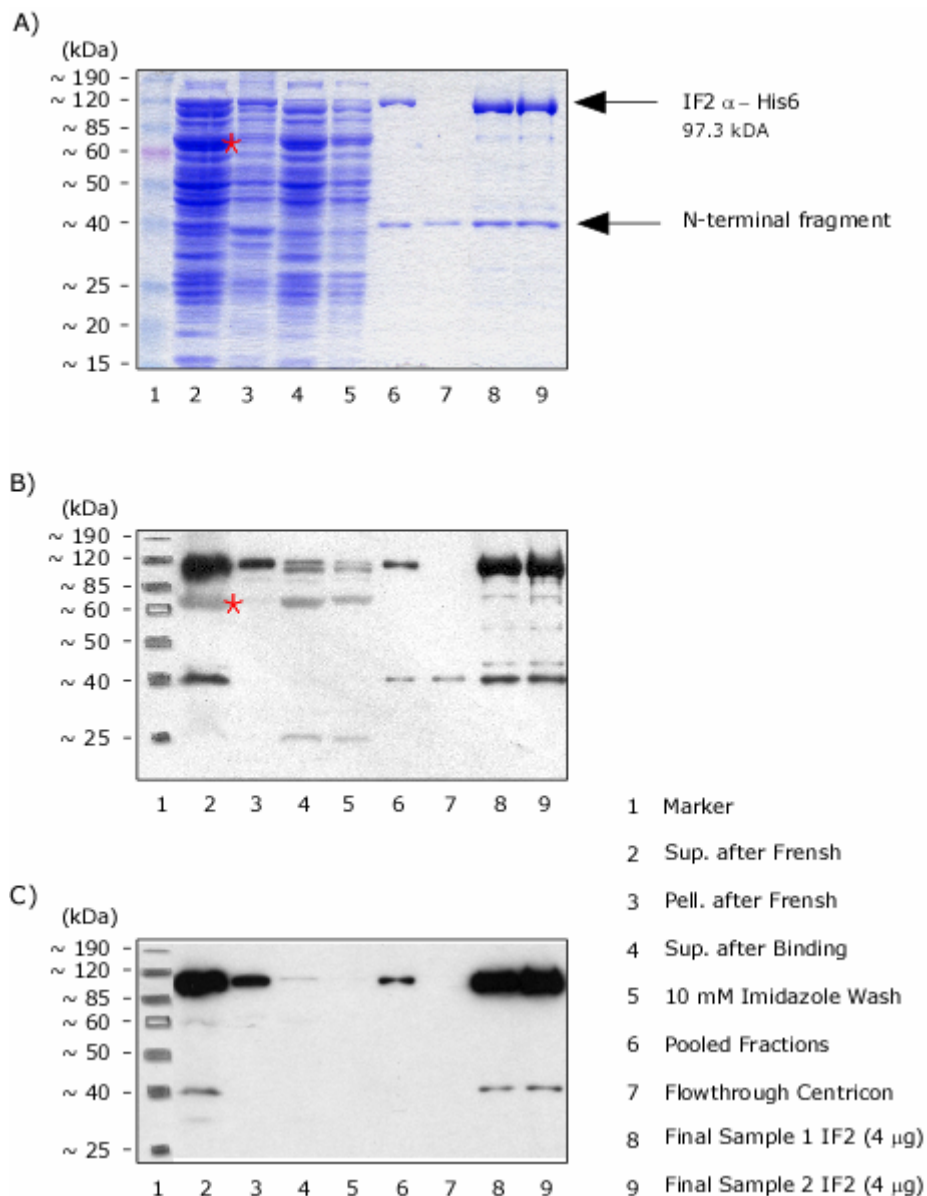 A)
(kDa)
~ 190 -
~ 120 -
~ 85 -
~ 60 -
~ 50 -
~ 40 -
~ 25 -
~ 20 -
~ 15 -
IF2 α – His6
97.3 kDA
N-terminal fragment
1 2 3 4 5 6 7 8 9
B)
(kDa)
~ 190 -
~ 120 -
~ 85 -
~ 60 -
~ 50 -
~ 40 -
~ 25 -
1 2 3 4 5 6 7 8 9
C)
(kDa)
~ 190 -
~ 120 -
~ 85 -
~ 60 -
~ 50 -
~ 40 -
~ 25 -
1 2 3 4 5 6 7 8 9
1 Marker
2 Sup. after Frensh
3 Pell. after Frensh
4 Sup. after Binding
5 10 mM Imidazole Wash
6 Pooled Fractions
7 Flowthrough Centricon
8 Final Sample 1 IF2 (4 μg)
9 Final Sample 2 IF2 (4 μg)